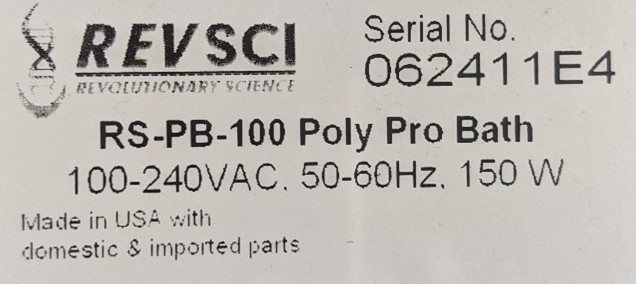 REVSCI
REVOLUTIONARY SCIENCE
Serial No.
062411E4
RS-PB-100 Poly Pro Bath
100-240VAC, 50-60Hz, 150 W
Made in USA with
domestic & imported parts